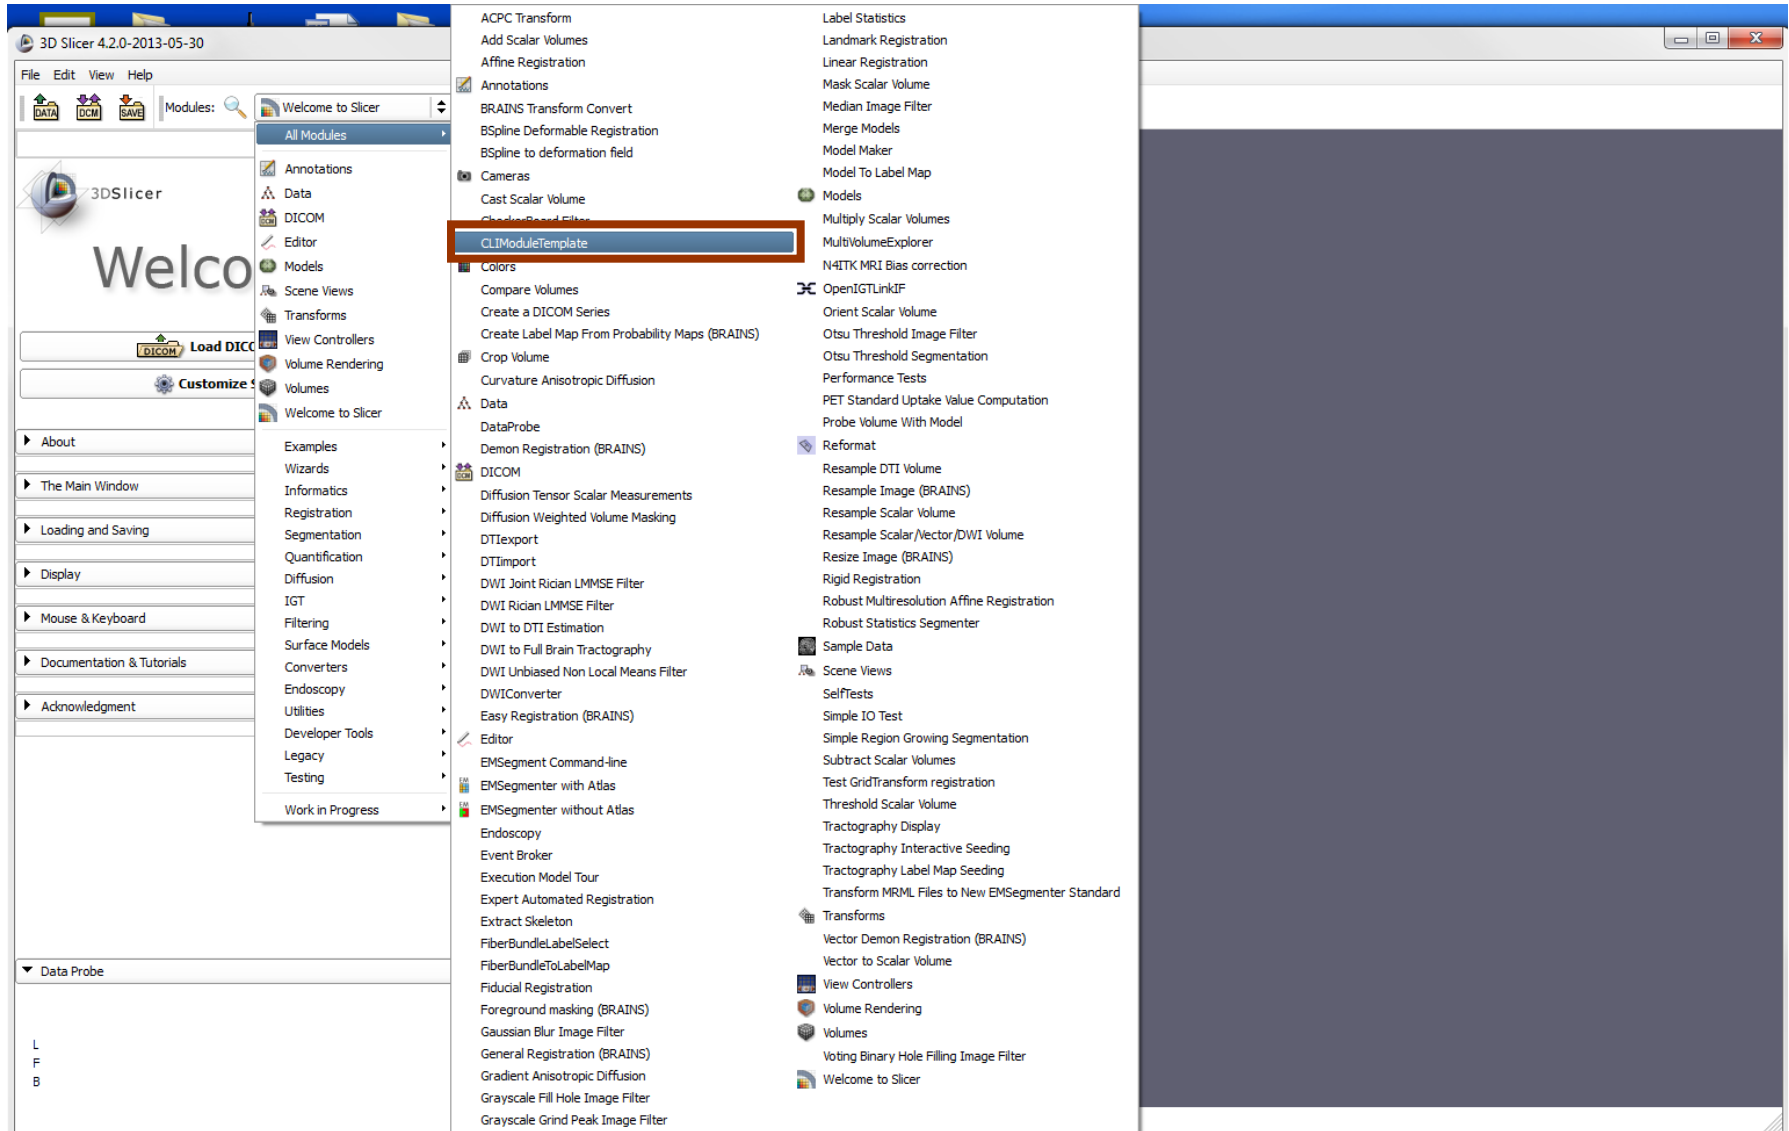 3D Slicer 4.2.0-2013-05-30
File Edit View Help
DATA DCM SAVE Modules: Welcome to Slicer
3DSlicer
Welco
DICOM Load DICO
Customize S
About
The Main Window
Loading and Saving
Display
Mouse & Keyboard
Documentation & Tutorials
Acknowledgment
Data Probe
L
F
B
All Modules
Annotations
Data
DICOM
Editor
Models
Scene Views
Transforms
View Controllers
Volume Rendering
Volumes
Welcome to Slicer
Examples
Wizards
Informatics
Registration
Segmentation
Quantification
Diffusion
IGT
Filtering
Surface Models
Converters
Endoscopy
Utilities
Developer Tools
Legacy
Testing
Work in Progress
ACPC Transform
Add Scalar Volumes
Affine Registration
Annotations
BRAINS Transform Convert
BSpline Deformable Registration
BSpline to deformation field
Cameras
Cast Scalar Volume
CheckerBoard Filter
CLIModuleTemplate
Colors
Compare Volumes
Create a DICOM Series
Create Label Map From Probability Maps (BRAINS)
Crop Volume
Curvature Anisotropic Diffusion
Data
DataProbe
Demon Registration (BRAINS)
DICOM
Diffusion Tensor Scalar Measurements
Diffusion Weighted Volume Masking
DTIexport
DTIimport
DWI Joint Rician LMMSE Filter
DWI Rician LMMSE Filter
DWI to DTI Estimation
DWI to Full Brain Tractography
DWI Unbiased Non Local Means Filter
DWIConverter
Easy Registration (BRAINS)
Editor
EMSegment Command-line
EMSegmenter with Atlas
EMSegmenter without Atlas
Endoscopy
Event Broker
Execution Model Tour
Expert Automated Registration
Extract Skeleton
FiberBundleLabelSelect
FiberBundleToLabelMap
Fiducial Registration
Foreground masking (BRAINS)
Gaussian Blur Image Filter
General Registration (BRAINS)
Gradient Anisotropic Diffusion
Grayscale Fill Hole Image Filter
Grayscale Grind Peak Image Filter
Label Statistics
Landmark Registration
Linear Registration
Mask Scalar Volume
Median Image Filter
Merge Models
Model Maker
Model To Label Map
Models
Multiply Scalar Volumes
MultiVolumeExplorer
N4ITK MRI Bias correction
OpenIGTLinkIF
Orient Scalar Volume
Otsu Threshold Image Filter
Otsu Threshold Segmentation
Performance Tests
PET Standard Uptake Value Computation
Probe Volume With Model
Reformat
Resample DTI Volume
Resample Image (BRAINS)
Resample Scalar Volume
Resample Scalar/Vector/DWI Volume
Resize Image (BRAINS)
Rigid Registration
Robust Multiresolution Affine Registration
Robust Statistics Segmenter
Sample Data
Scene Views
SelfTests
Simple IO Test
Simple Region Growing Segmentation
Subtract Scalar Volumes
Test GridTransform registration
Threshold Scalar Volume
Tractography Display
Tractography Interactive Seeding
Tractography Label Map Seeding
Transform MRML Files to New EMSegmenter Standard
Transforms
Vector Demon Registration (BRAINS)
Vector to Scalar Volume
View Controllers
Volume Rendering
Volumes
Voting Binary Hole Filling Image Filter
Welcome to Slicer